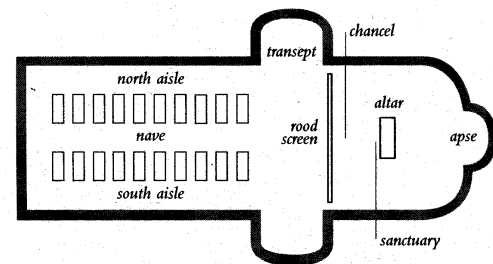 chancel
transept
north aisle
altar
rood
screen
nave
apse
south aisle
sanctuary